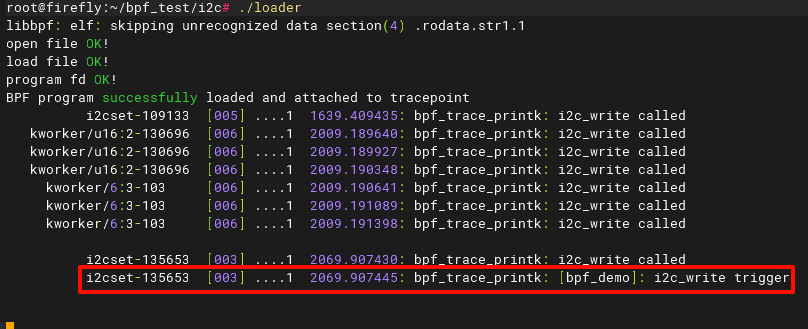 root@firefly:~/bpf_test/i2c# ./loader
libbpf: elf: skipping unrecognized data section(4) .rodata.str1.1
open file OK!
load file OK!
program fd OK!
BPF program successfully loaded and attached to tracepoint
i2cset-109133 [005] ....1 1639.409435: bpf_trace_printk: i2c_write called
kworker/u16:2-130696 [006] ....1 2009.189640: bpf_trace_printk: i2c_write called
kworker/u16:2-130696 [006] ....1 2009.189927: bpf_trace_printk: i2c_write called
kworker/u16:2-130696 [006] ....1 2009.190348: bpf_trace_printk: i2c_write called
kworker/6:3-103 [006] ....1 2009.190641: bpf_trace_printk: i2c_write called
kworker/6:3-103 [006] ....1 2009.191089: bpf_trace_printk: i2c_write called
kworker/6:3-103 [006] ....1 2009.191398: bpf_trace_printk: i2c_write called
i2cset-135653 [003] ....1 2069.907430: bpf_trace_printk: i2c_write called
i2cset-135653 [003] ....1 2069.907445: bpf_trace_printk: [bpf_demo]: i2c_write trigger